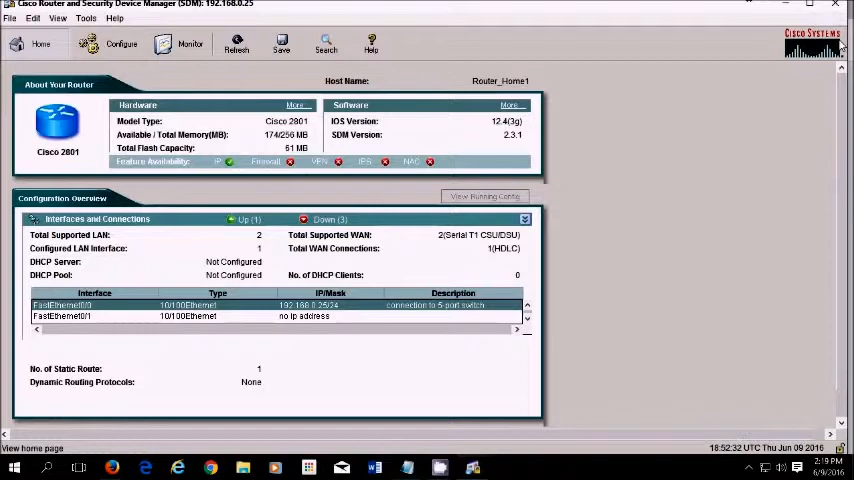 Cisco Router and Security Device Manager (SDM): 192.168.0.25
File Edit View Tools Help
Home Configure Monitor Refresh Save Search Help
CISCO SYSTEMS
About Your Router
Host Name: Router_Home1
Hardware More... Software More...
Model Type: Cisco 2801 IOS Version: 12.4(3g)
Available / Total Memory(MB): 174/256 MB SDM Version: 2.3.1
Total Flash Capacity: 61 MB
Cisco 2801
Feature Availability: IP Firewall VPN IPS NAC
Configuration Overview View Running Config
Interfaces and Connections Up (1) Down (3)
Total Supported LAN: 2 Total Supported WAN: 2(Serial T1 CSU/DSU)
Configured LAN Interface: 1 Total WAN Connections: 1(HDLC)
DHCP Server: Not Configured
DHCP Pool: Not Configured No. of DHCP Clients: 0
Interface Type IP/Mask Description
FastEthernet0/0 10/100Ethernet 192.168.0.25/24 connection to 5-port switch
FastEthernet0/1 10/100Ethernet no ip address
No. of Static Route: 1
Dynamic Routing Protocols: None
View home page 18:52:32 UTC Thu Jun 09 2016
2:19 PM
6/9/2016